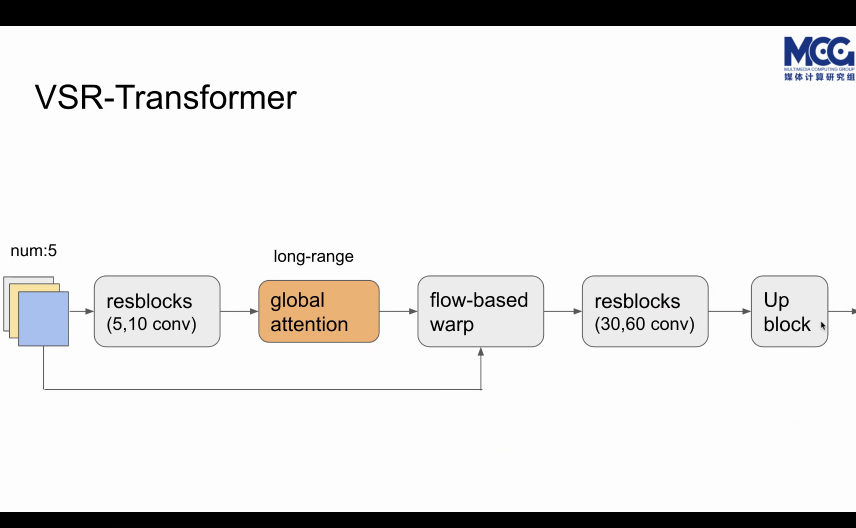 MCG
MULTIMEDIA COMPUTING GROUP
媒体计算研究组
VSR-Transformer
num:5
long-range
resblocks
(5,10 conv)
global
attention
flow-based
warp
resblocks
(30,60 conv)
Up
block